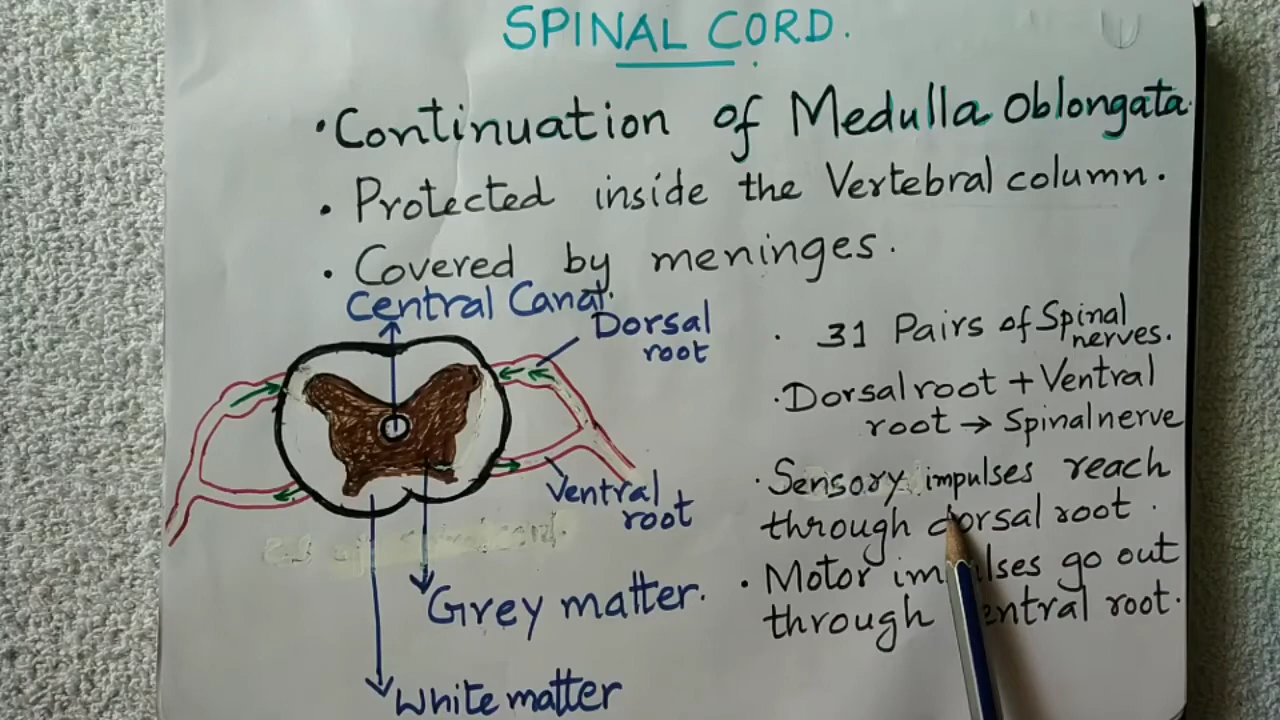 SPINAL CORD.
• Continuation of Medulla Oblongata.
• Protected inside the Vertebral column.
• Covered by meninges.
Central Canal.
Dorsal
root
Ventral
root
Grey matter.
White matter
• 31 Pairs of Spinal
nerves.
• Dorsal root + Ventral
root → Spinal nerve
• Sensory impulses reach
through dorsal root.
• Motor impulses go out
through ventral root.